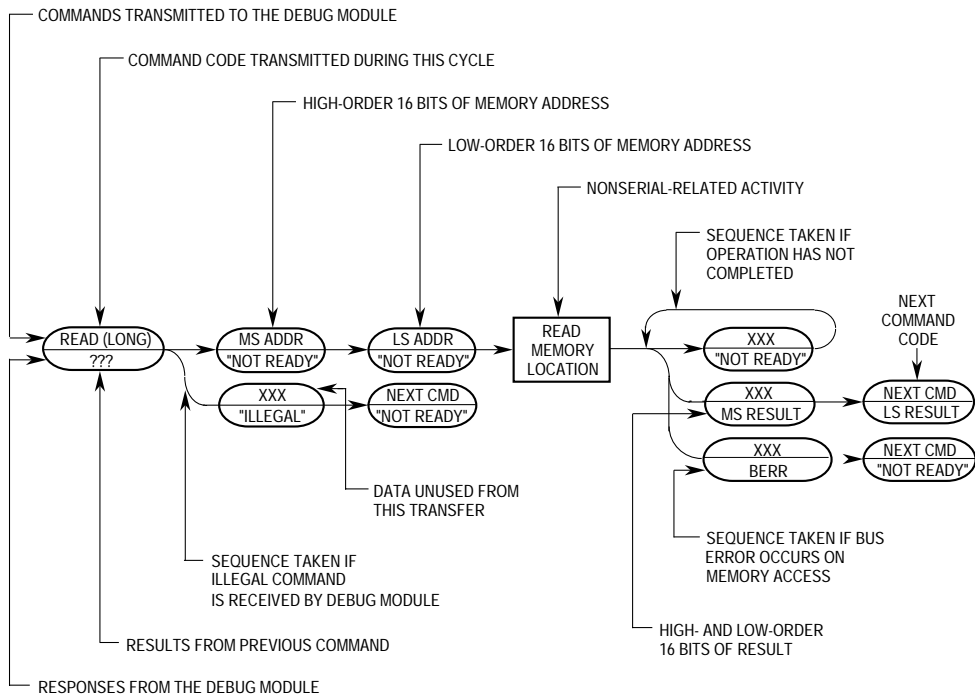 COMMANDS TRANSMITTED TO THE DEBUG MODULE
COMMAND CODE TRANSMITTED DURING THIS CYCLE
HIGH-ORDER 16 BITS OF MEMORY ADDRESS
LOW-ORDER 16 BITS OF MEMORY ADDRESS
NONSERIAL-RELATED ACTIVITY
SEQUENCE TAKEN IF
OPERATION HAS NOT
COMPLETED
NEXT
COMMAND
CODE
READ (LONG)
???
MS ADDR
"NOT READY"
LS ADDR
"NOT READY"
READ
MEMORY
LOCATION
XXX
"NOT READY"
XXX
"ILLEGAL"
NEXT CMD
"NOT READY"
XXX
MS RESULT
NEXT CMD
LS RESULT
XXX
BERR
NEXT CMD
"NOT READY"
DATA UNUSED FROM
THIS TRANSFER
SEQUENCE TAKEN IF
ILLEGAL COMMAND
IS RECEIVED BY DEBUG MODULE
SEQUENCE TAKEN IF BUS
ERROR OCCURS ON
MEMORY ACCESS
RESULTS FROM PREVIOUS COMMAND
HIGH- AND LOW-ORDER
16 BITS OF RESULT
RESPONSES FROM THE DEBUG MODULE